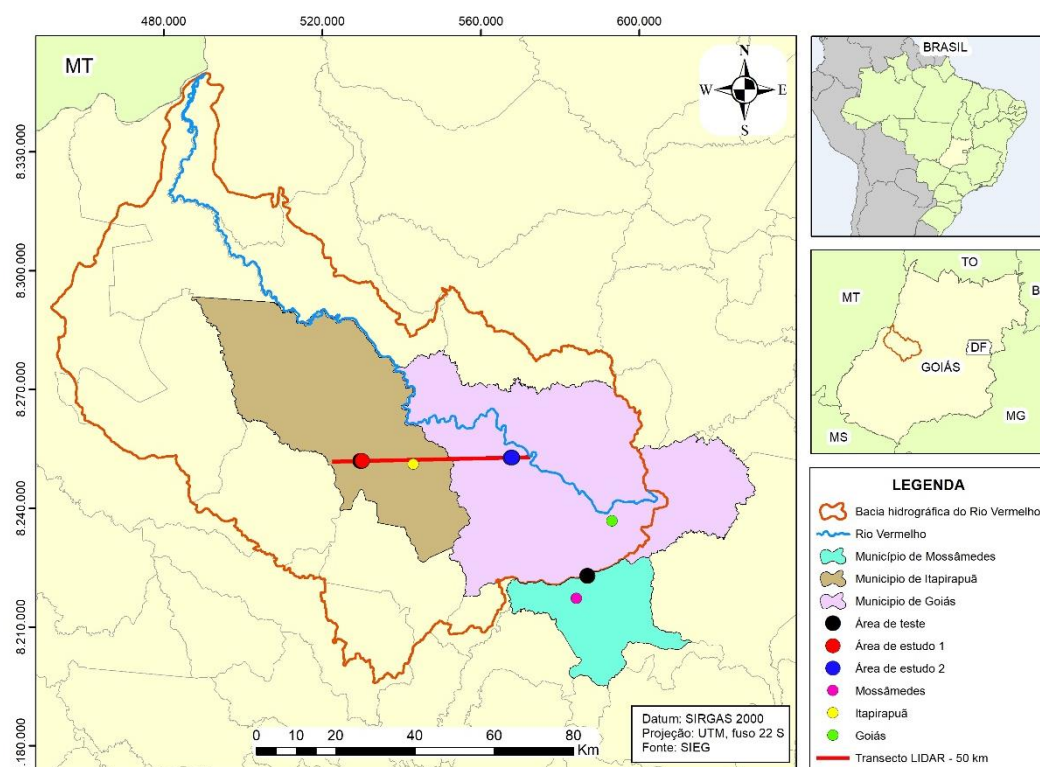 480.000 520.000 560.000 600.000
MT
N
W E
S
8.330.000
8.300.000
8.270.000
8.240.000
8.210.000
8.180.000
0 10 20 40 60 80
Km
Datum: SIRGAS 2000
Projeção: UTM, fuso 22 S
Fonte: SIEG
BRASIL
TO
MT
B
DF
GOIÁS
MG
MS
LEGENDA
Bacia hidrográfica do Rio Vermelho
Rio Vermelho
Município de Mossâmedes
Municipio de Itapirapuã
Municipio de Goiás
Área de teste
Área de estudo 1
Área de estudo 2
Mossâmedes
Itapirapuã
Goiás
Transecto LIDAR - 50 km